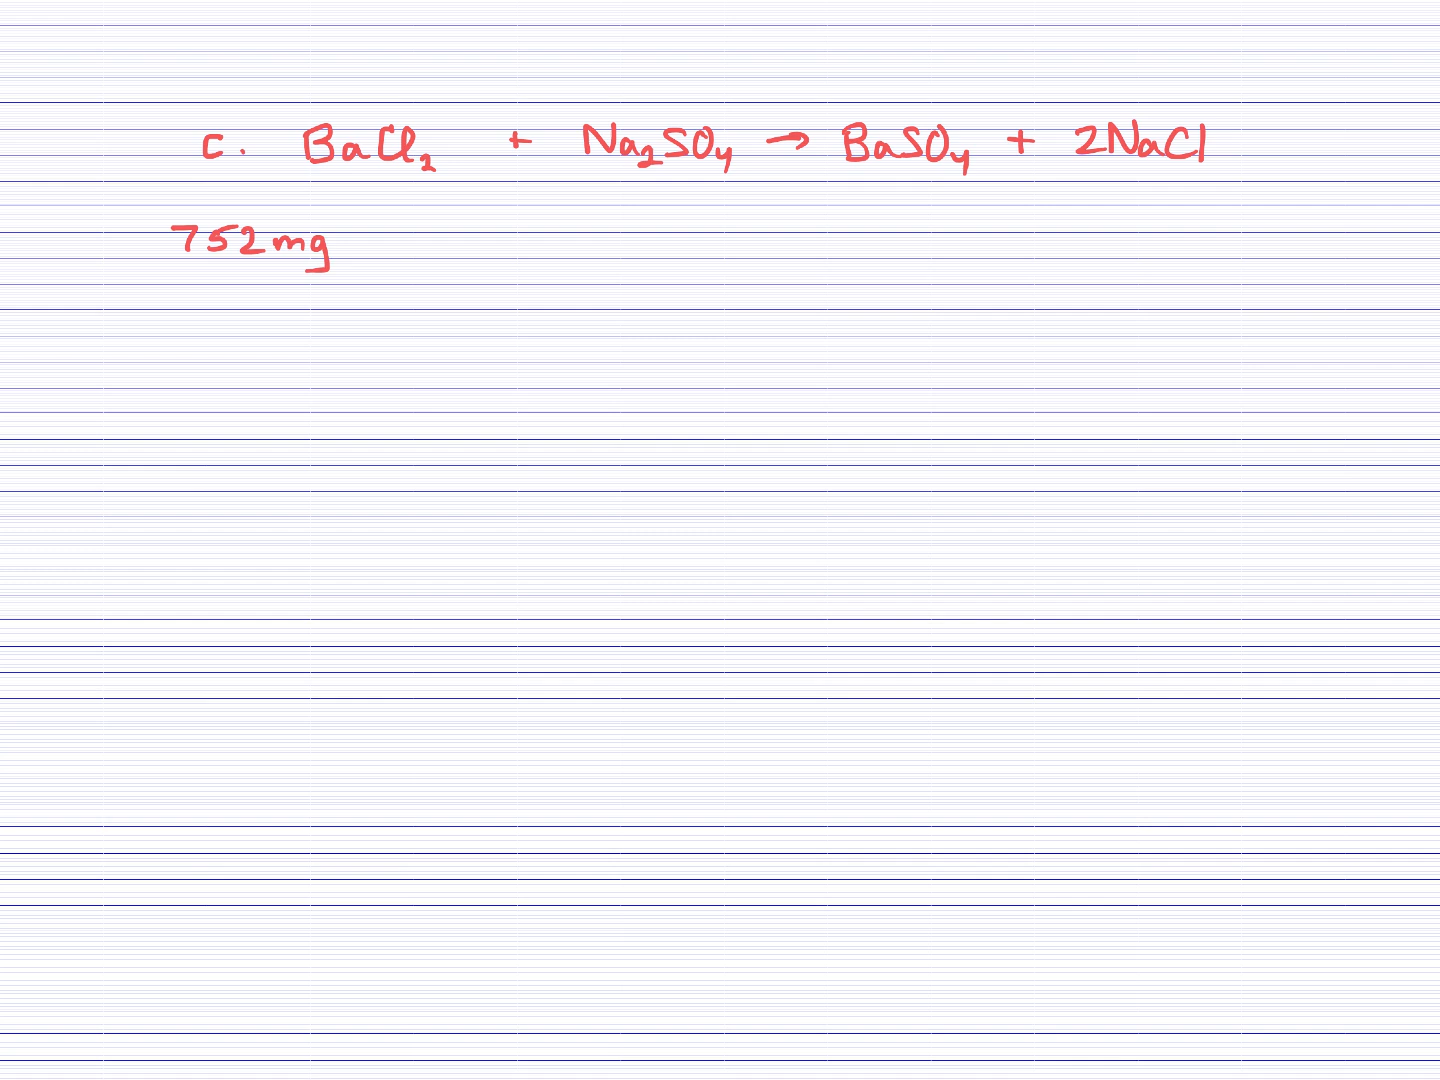 c. BaCl₂ + Na₂SO₄ → BaSO₄ + 2NaCl
752mg